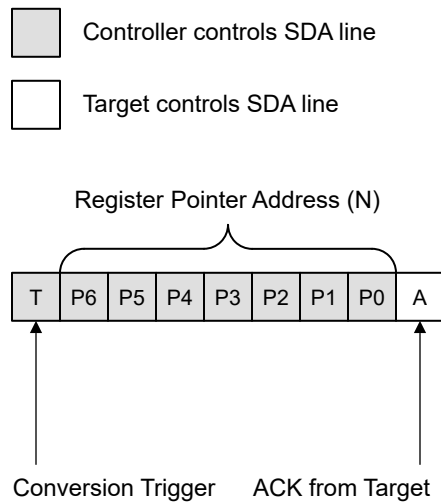 Controller controls SDA line
Target controls SDA line
Register Pointer Address (N)
T P6 P5 P4 P3 P2 P1 P0 A
Conversion Trigger ACK from Target